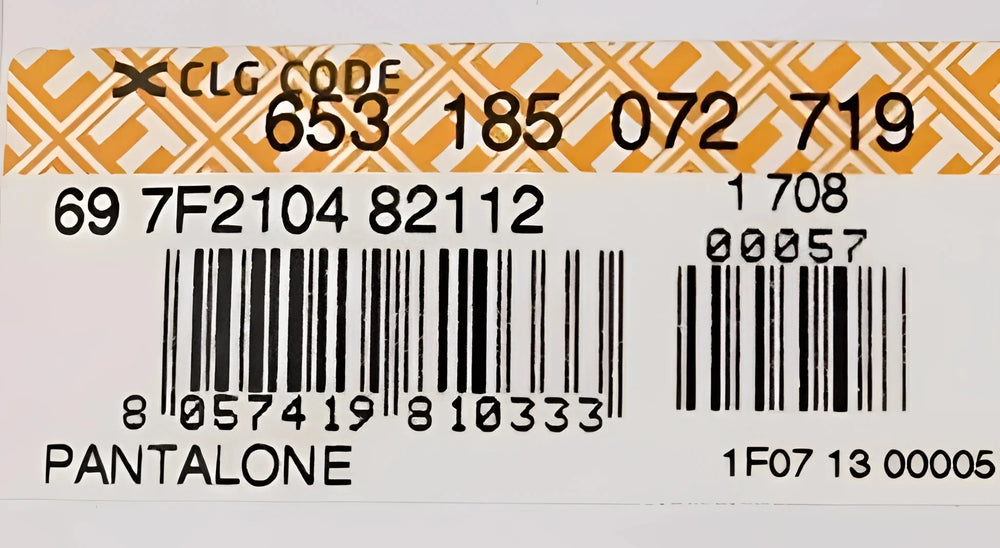 CLG CODE
653 185 072 719
69 7F2104 82112
1 708
00057
8 057419 810333
PANTALONE
1F07 13 00005